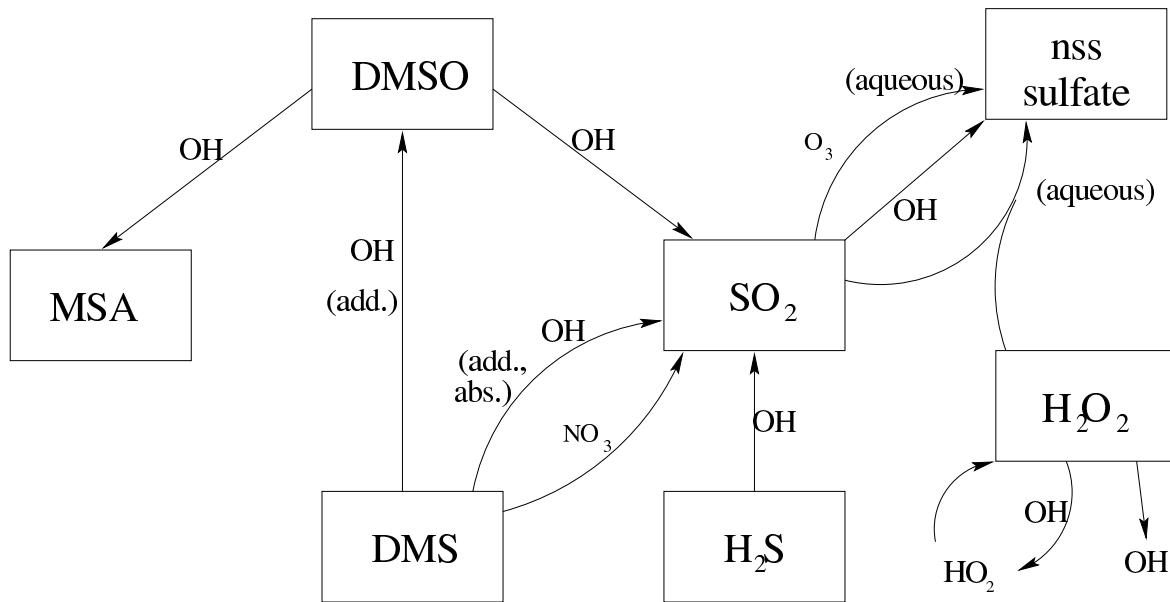 DMSO
nss
sulfate
(aqueous)
O3
OH
OH
OH
(aqueous)
MSA
OH
(add.)
SO2
OH
(add.,
abs.)
NO3
OH
H2O2
DMS
H2S
OH
HO2
OH